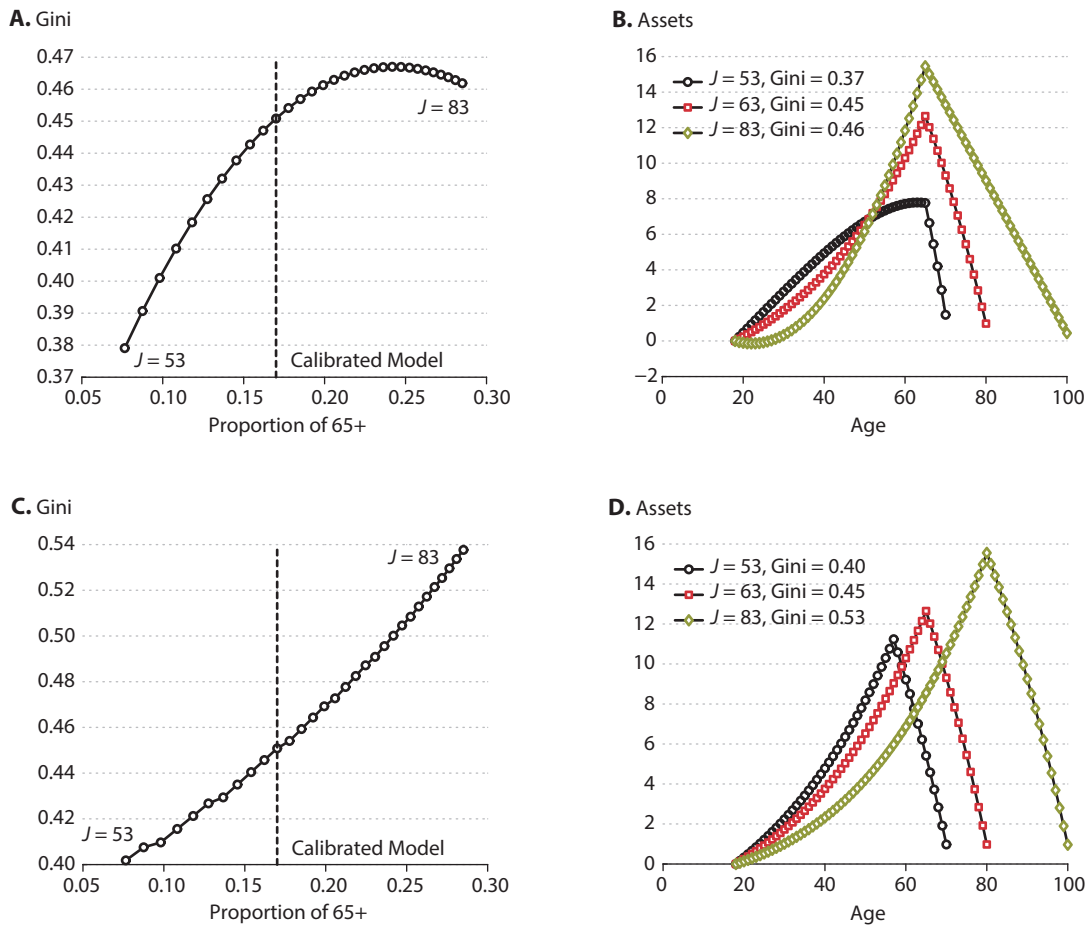 A. Gini
0.47
0.46
0.45
0.44
0.43
0.42
0.41
0.40
0.39
0.38
0.37
J = 83
J = 53
Calibrated Model
0.05 0.10 0.15 0.20 0.25 0.30
Proportion of 65+
B. Assets
16
14
12
10
8
6
4
2
0
−2
J = 53, Gini = 0.37
J = 63, Gini = 0.45
J = 83, Gini = 0.46
0 20 40 60 80 100
Age
C. Gini
0.54
0.52
0.50
0.48
0.46
0.44
0.42
0.40
J = 83
J = 53
Calibrated Model
0.05 0.10 0.15 0.20 0.25 0.30
Proportion of 65+
D. Assets
16
14
12
10
8
6
4
2
0
J = 53, Gini = 0.40
J = 63, Gini = 0.45
J = 83, Gini = 0.53
0 20 40 60 80 100
Age